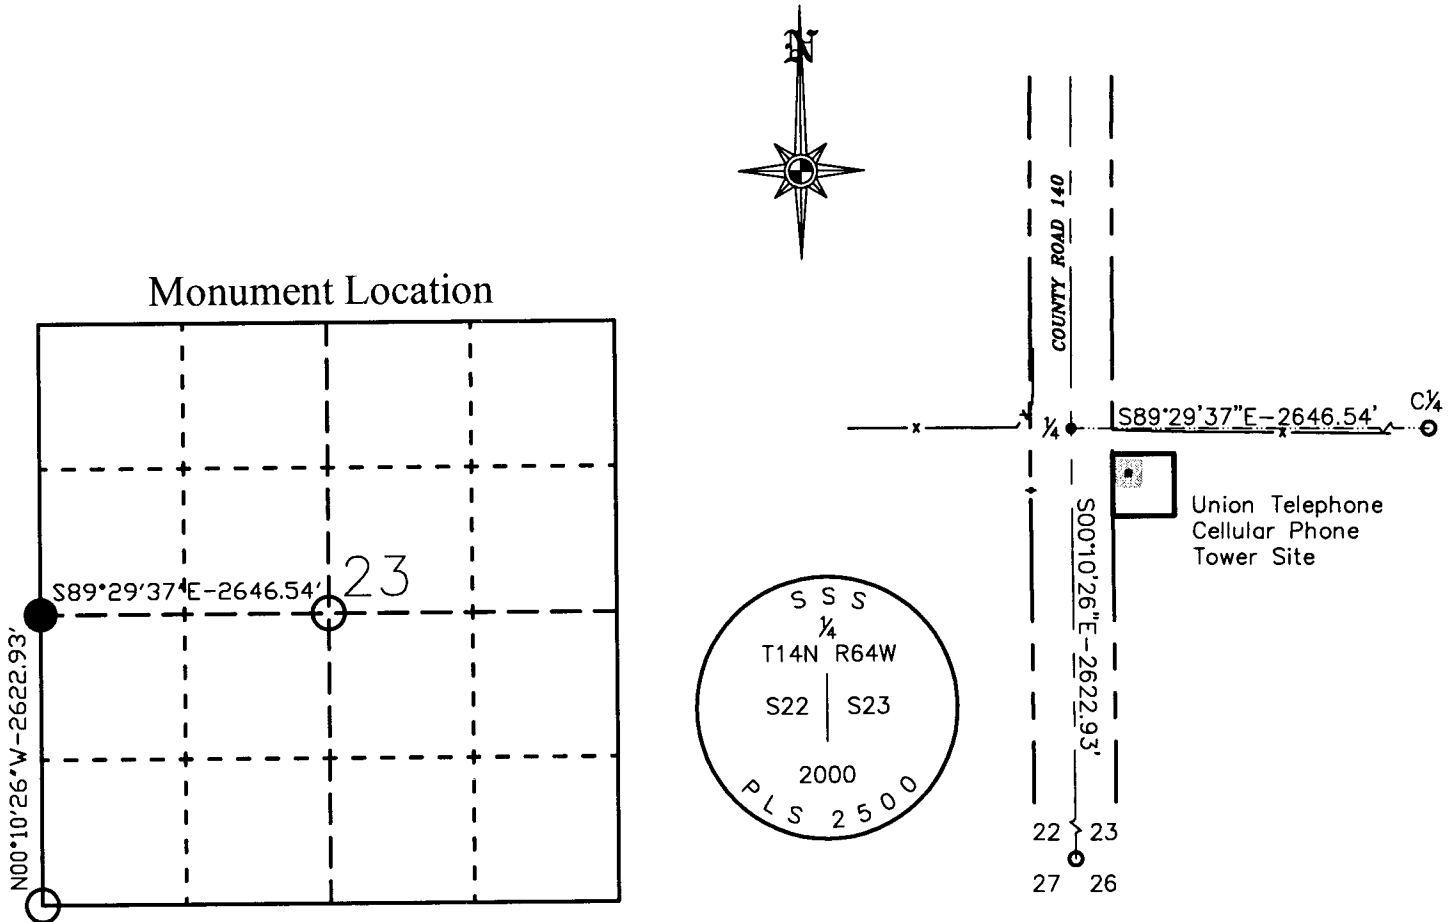 N
Monument Location
S89°29'37"E-2646.54'
23
N00°10'26"W-2622.93'
COUNTY ROAD 140
S89°29'37"E-2646.54'
C1/4
1/4
x
x
S00°10'26"E-2622.93'
Union Telephone
Cellular Phone
Tower Site
SSS
1/4
T14N R64W
S22 S23
2000
PLS 2500
22 23
27 26